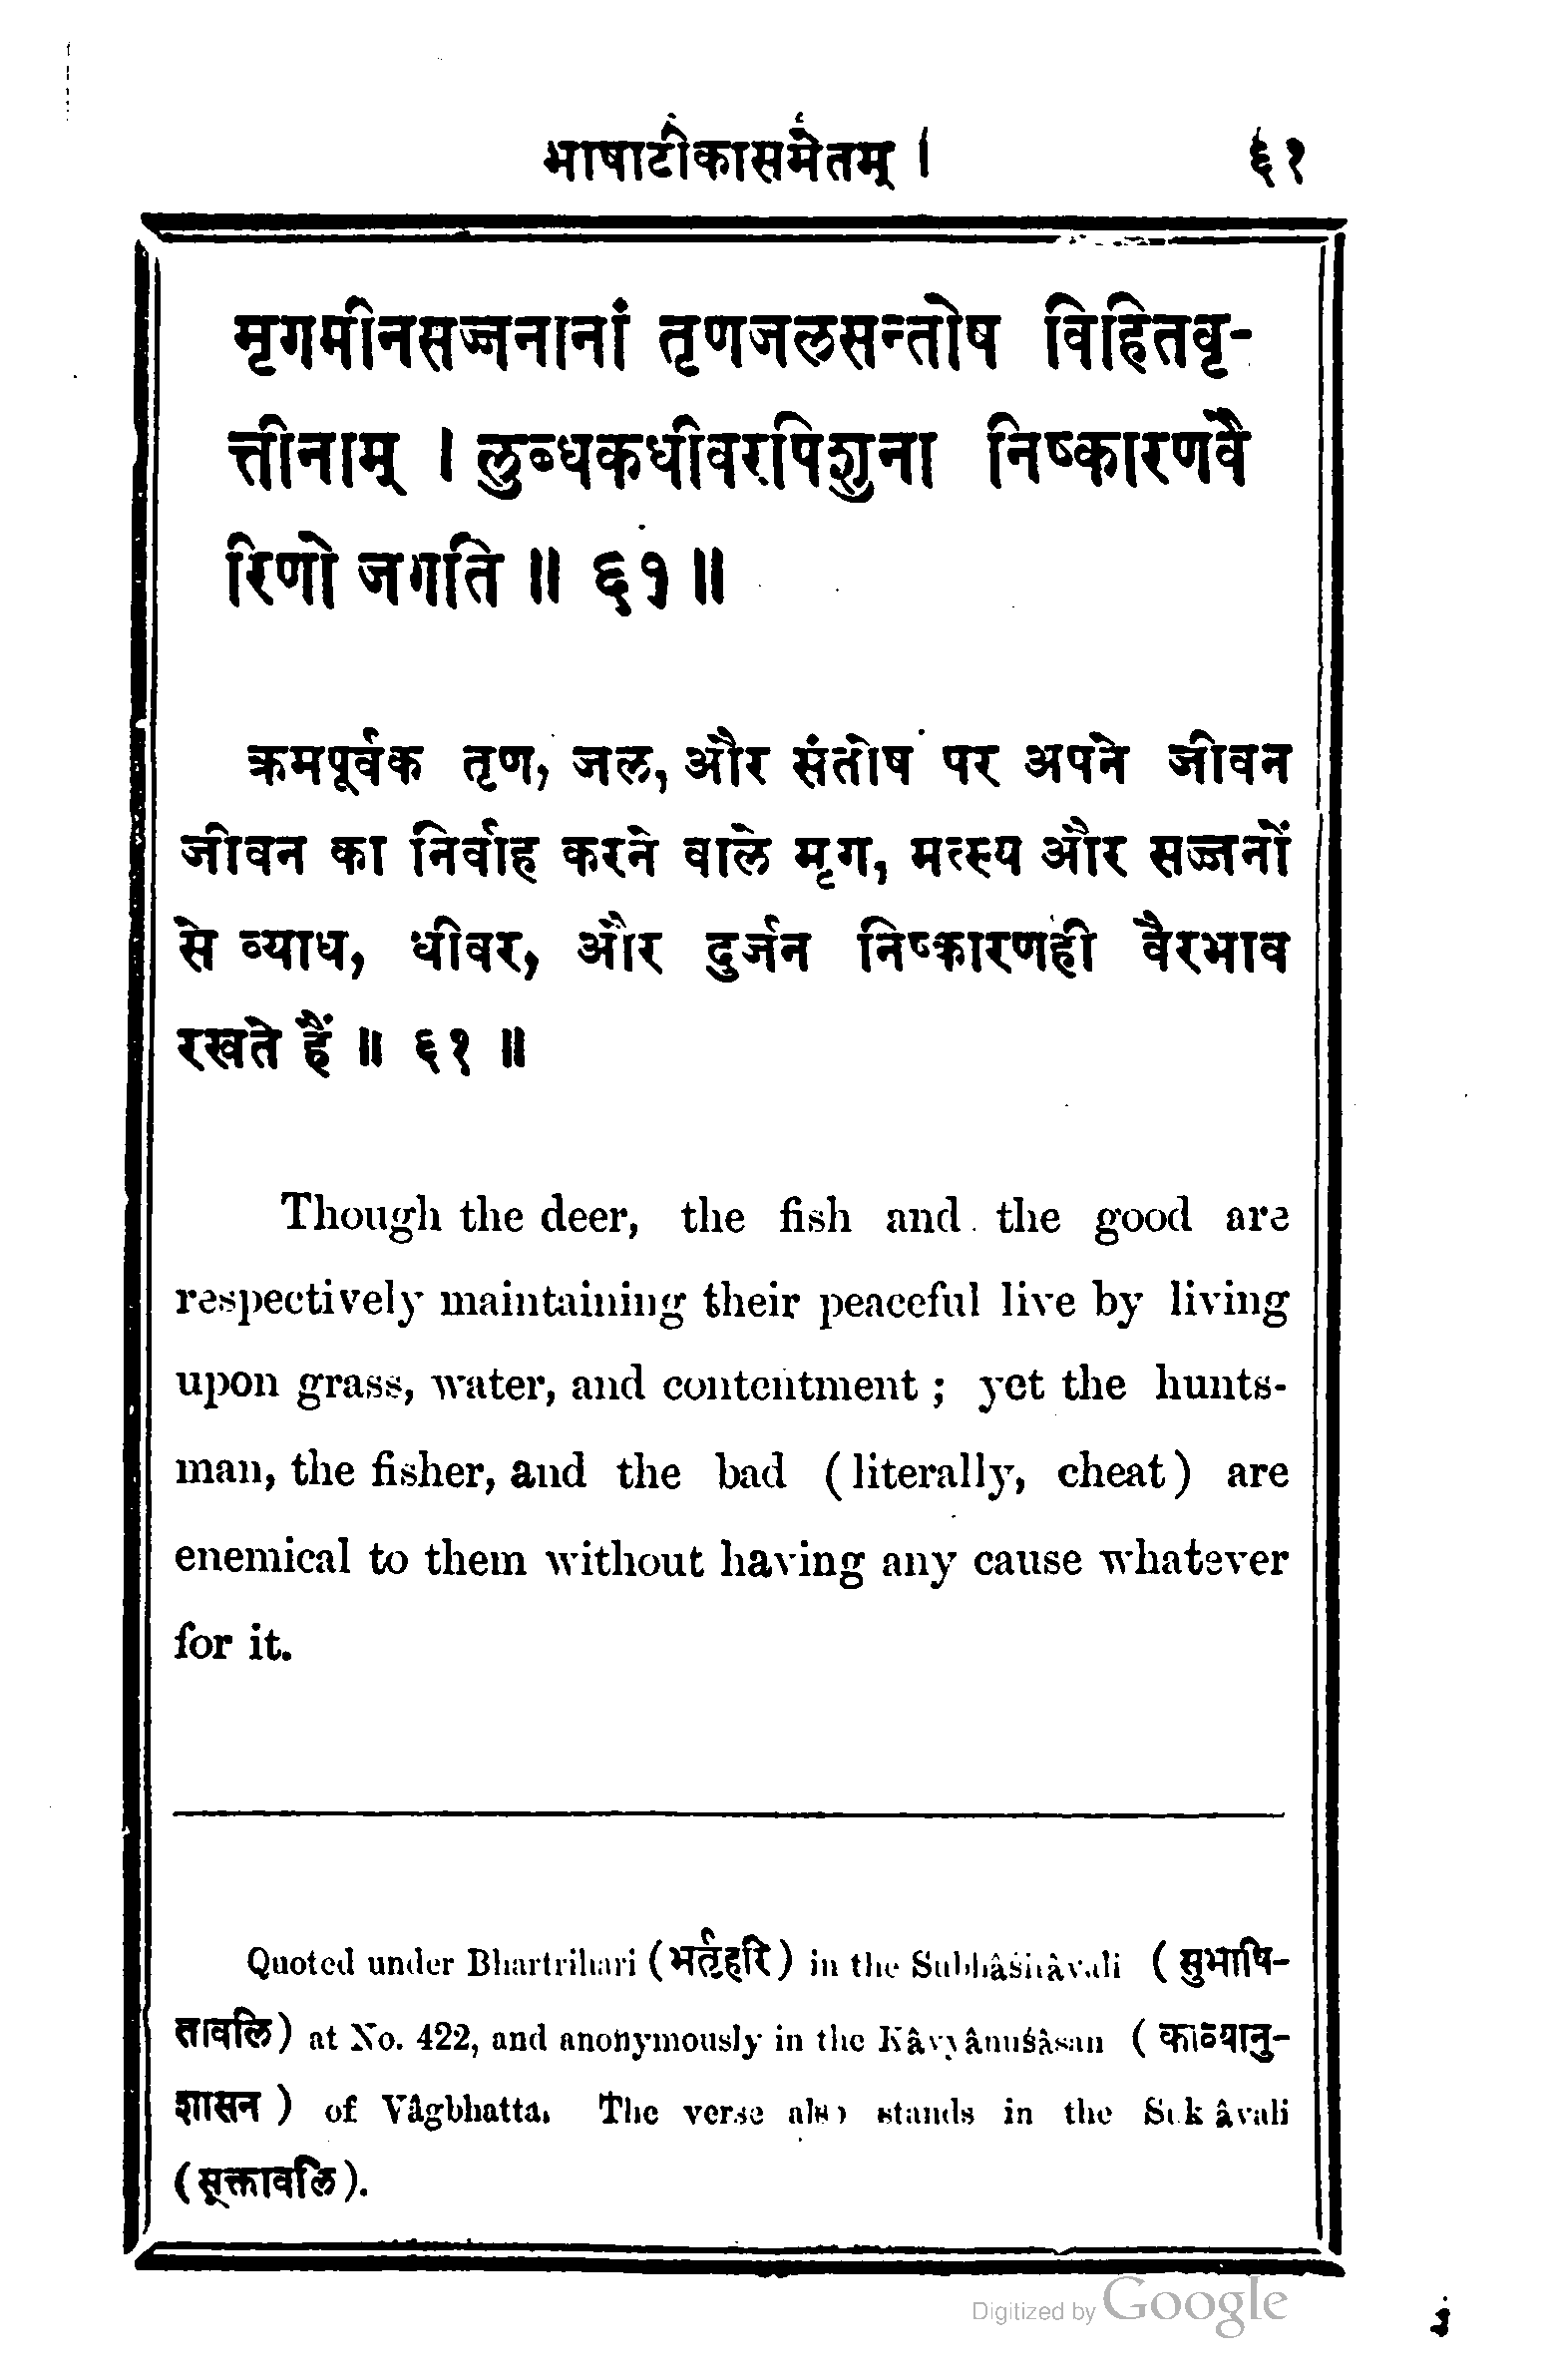 भाषाटीकासमेतम् । ६१
मृगमीनसज्जनानां तृणजलसन्तोष विहितवृ-
त्तीनाम् । लुब्धकधीवरपिशुना निष्कारणवै
रिणो जगति ॥ ६१ ॥
क्रमपूर्वक तृण, जल, और संतोष पर अपने जीवन
जीवन का निर्वाह करने वाले मृग, मत्स्य और सज्जनों
से व्याध, धीवर, और दुर्जन निष्कारणही वैरभाव
रखते हैं ॥ ६१ ॥
Though the deer, the fish and the good are
respectively maintaining their peaceful live by living
upon grass, water, and contentment ; yet the hunts-
man, the fisher, and the bad (literally, cheat) are
enemical to them without having any cause whatever
for it.
Quoted under Bhartrihari (भर्तृहरि) in the Subhâsitâvali (सुभाषि-
तावलि) at No. 422, and anonymously in the Kâvyânuśâsan (काव्यानु-
शासन) of Vâgbhatta. The verse also stands in the Sukâvali
(सूक्तावलि).
Digitized by Google